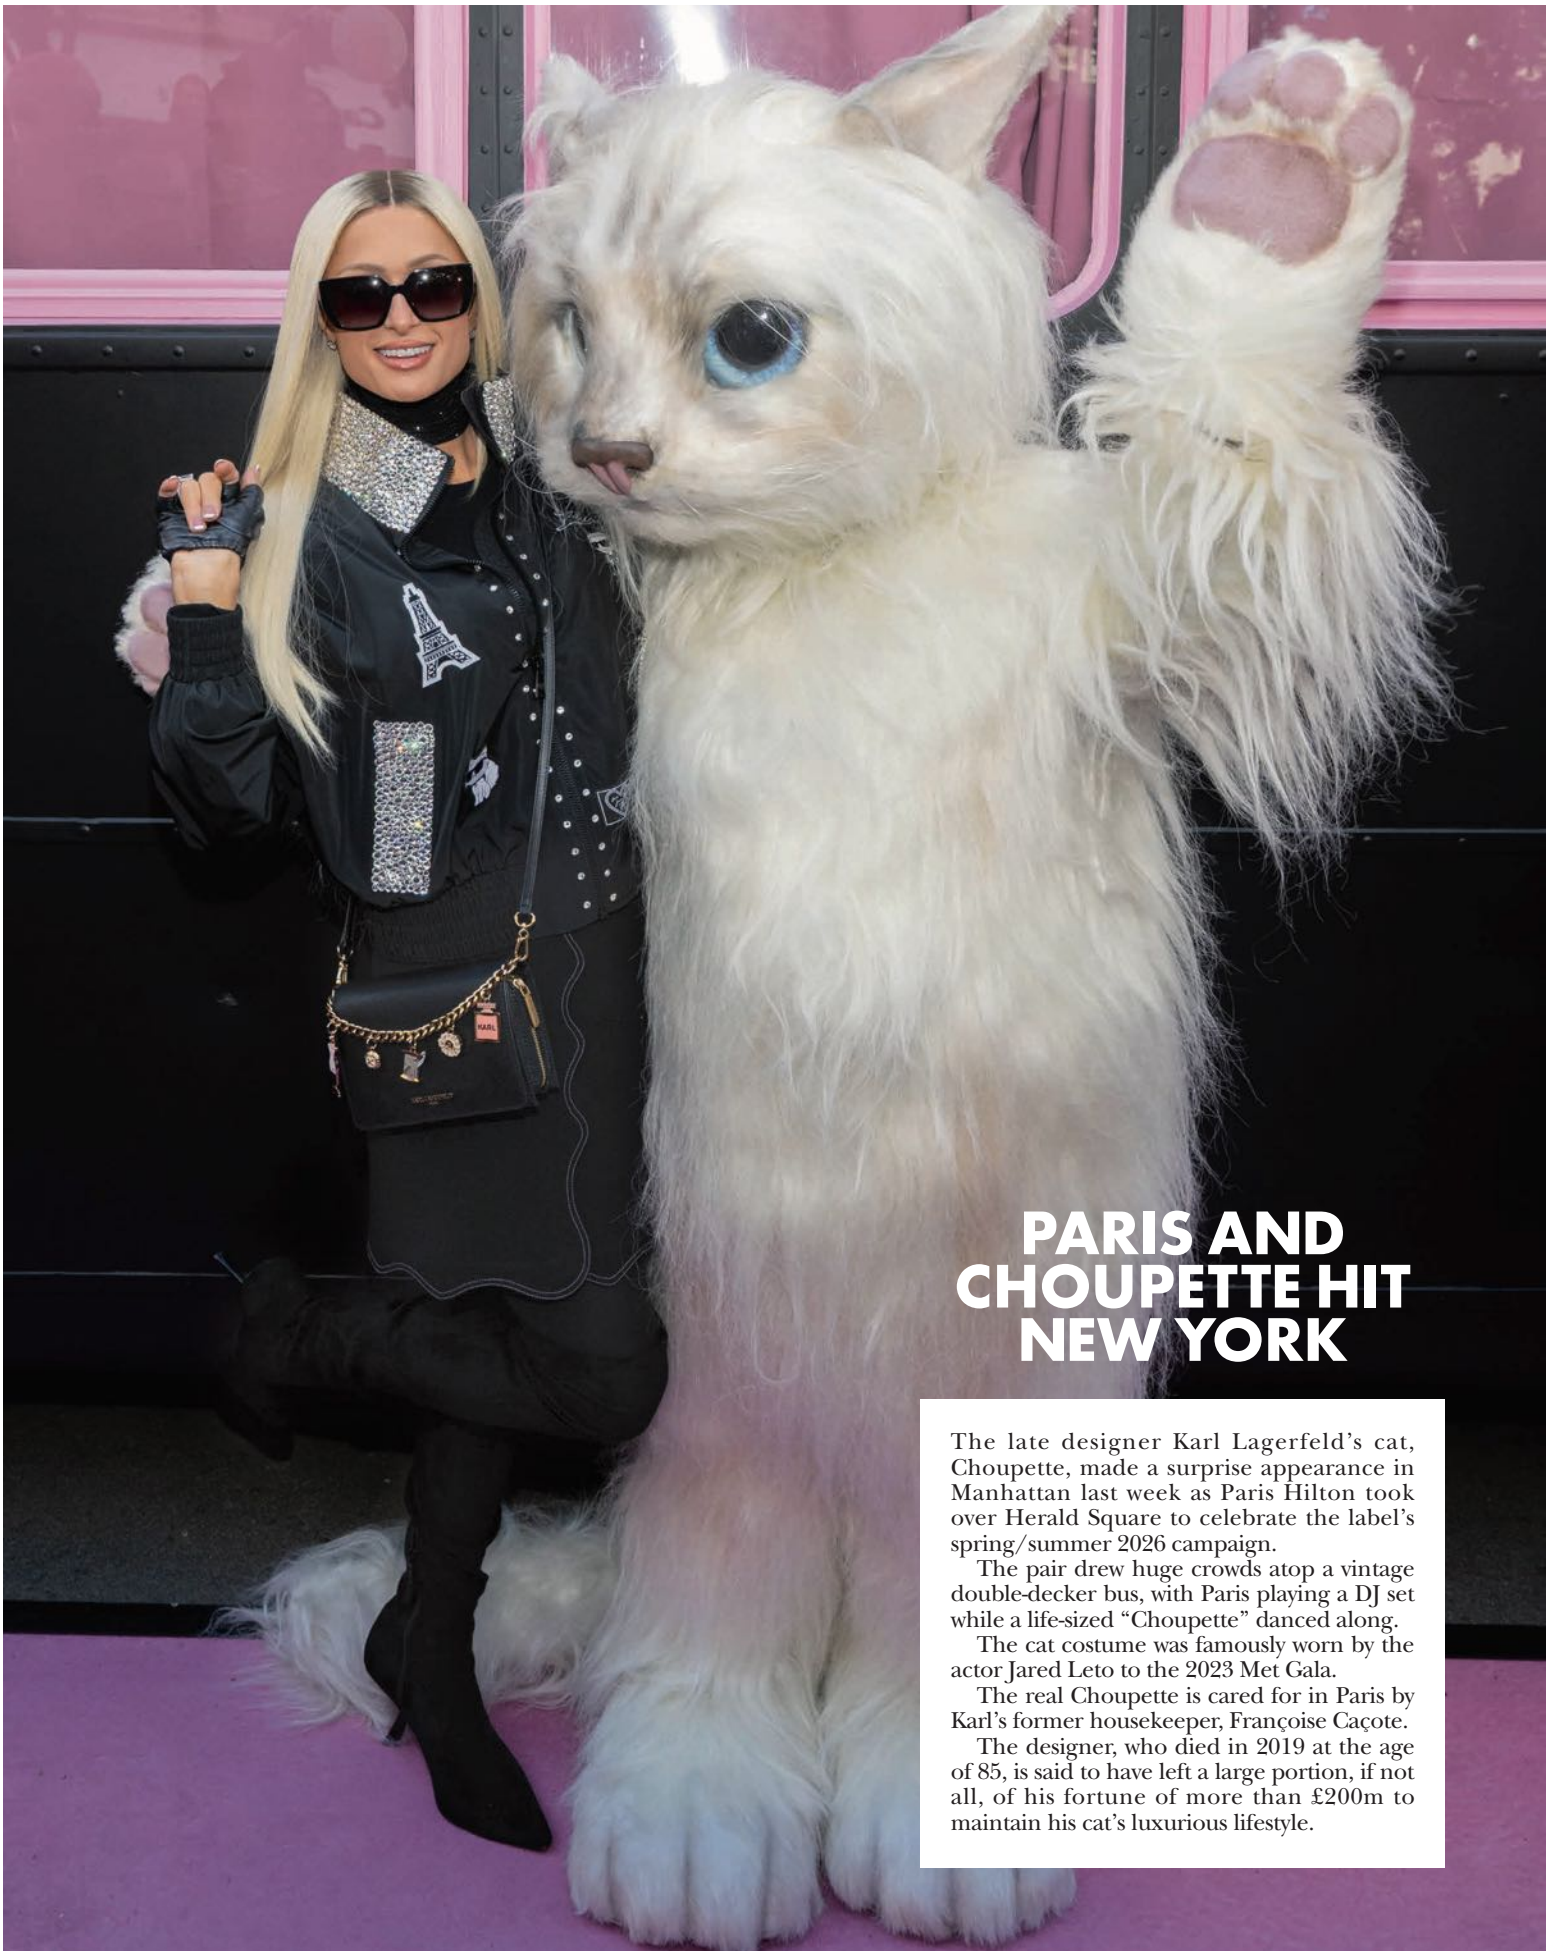 KARL
PARIS AND
CHOUPETTE HIT
NEW YORK
The late designer Karl Lagerfeld’s cat,
Choupette, made a surprise appearance in
Manhattan last week as Paris Hilton took
over Herald Square to celebrate the label’s
spring/summer 2026 campaign.
The pair drew huge crowds atop a vintage
double-decker bus, with Paris playing a DJ set
while a life-sized “Choupette” danced along.
The cat costume was famously worn by the
actor Jared Leto to the 2023 Met Gala.
The real Choupette is cared for in Paris by
Karl’s former housekeeper, Françoise Caçote.
The designer, who died in 2019 at the age
of 85, is said to have left a large portion, if not
all, of his fortune of more than £200m to
maintain his cat’s luxurious lifestyle.